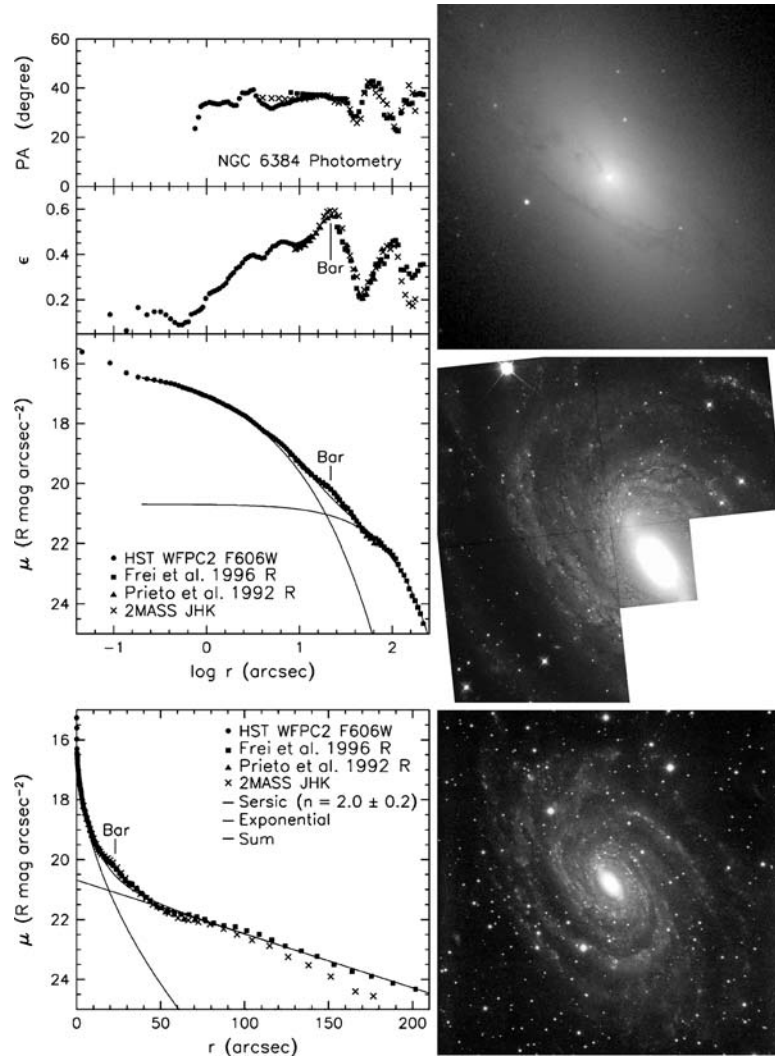 60
40
20
0
PA (degree)
NGC 6384 Photometry
0.6
0.4
0.2
ϵ
Bar
16
18
20
22
24
μ (R mag arcsec⁻²)
Bar
HST WFPC2 F606W
Frei et al. 1996 R
Prieto et al. 1992 R
2MASS JHK
−1 0 1 2
log r (arcsec)
16
18
20
22
24
μ (R mag arcsec⁻²)
Bar
HST WFPC2 F606W
Frei et al. 1996 R
Prieto et al. 1992 R
2MASS JHK
Sersic (n = 2.0 ± 0.2)
Exponential
Sum
0 50 100 150 200
r (arcsec)